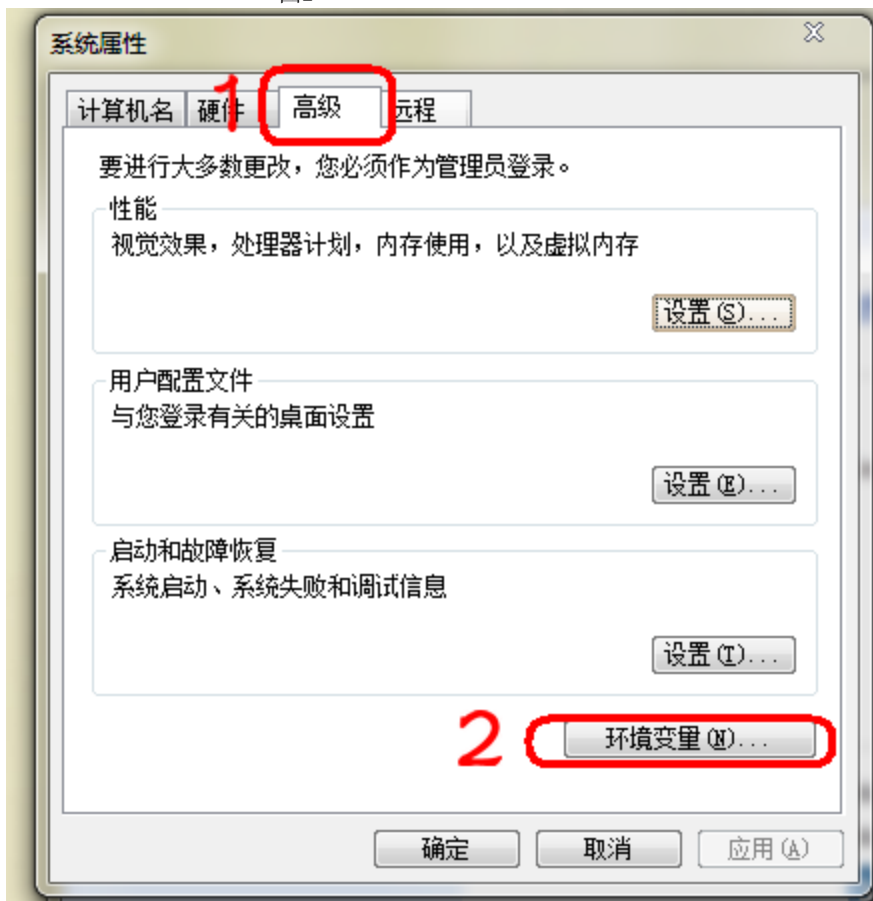 系统属性
1
计算机名 硬件 高级 远程
要进行大多数更改，您必须作为管理员登录。
性能
视觉效果，处理器计划，内存使用，以及虚拟内存
设置(S)...
用户配置文件
与您登录有关的桌面设置
设置(E)...
启动和故障恢复
系统启动、系统失败和调试信息
设置(T)...
2 环境变量(N)...
确定 取消 应用(A)